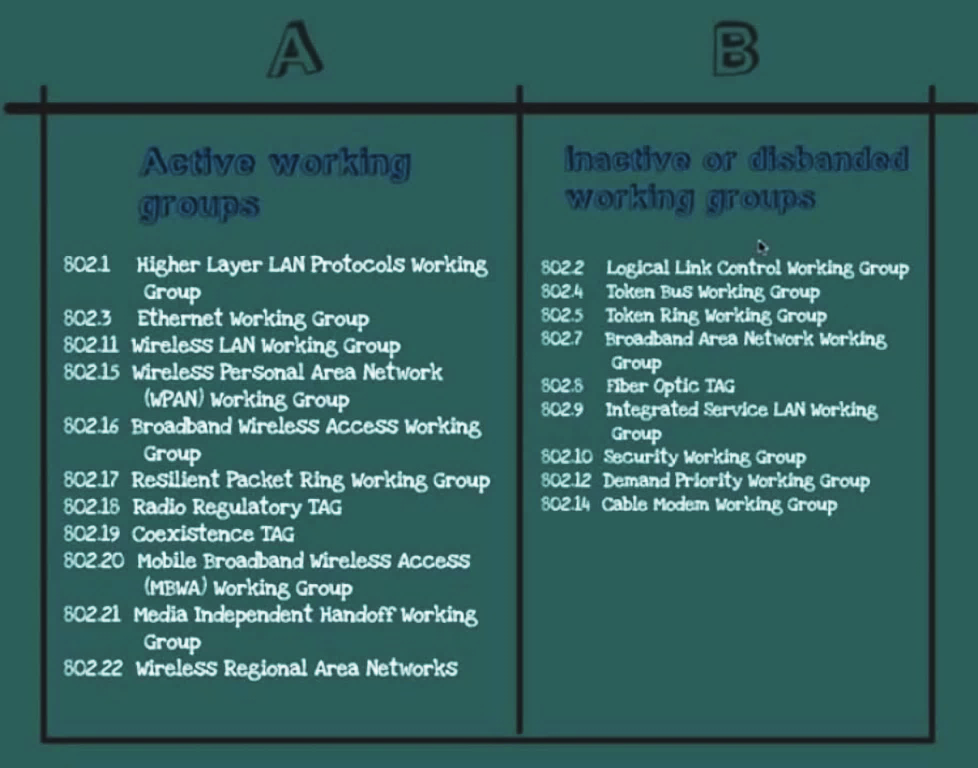 A
B
Active working
groups
802.1 Higher Layer LAN Protocols Working
Group
802.3 Ethernet Working Group
802.11 Wireless LAN Working Group
802.15 Wireless Personal Area Network
(WPAN) Working Group
802.16 Broadband Wireless Access Working
Group
802.17 Resilient Packet Ring Working Group
802.18 Radio Regulatory TAG
802.19 Coexistence TAG
802.20 Mobile Broadband Wireless Access
(MBWA) Working Group
802.21 Media Independent Handoff Working
Group
802.22 Wireless Regional Area Networks
Inactive or disbanded
working groups
802.2 Logical Link Control Working Group
802.4 Token Bus Working Group
802.5 Token Ring Working Group
802.7 Broadband Area Network Working
Group
802.8 Fiber Optic TAG
802.9 Integrated Service LAN Working
Group
802.10 Security Working Group
802.12 Demand Priority Working Group
802.14 Cable Modem Working Group